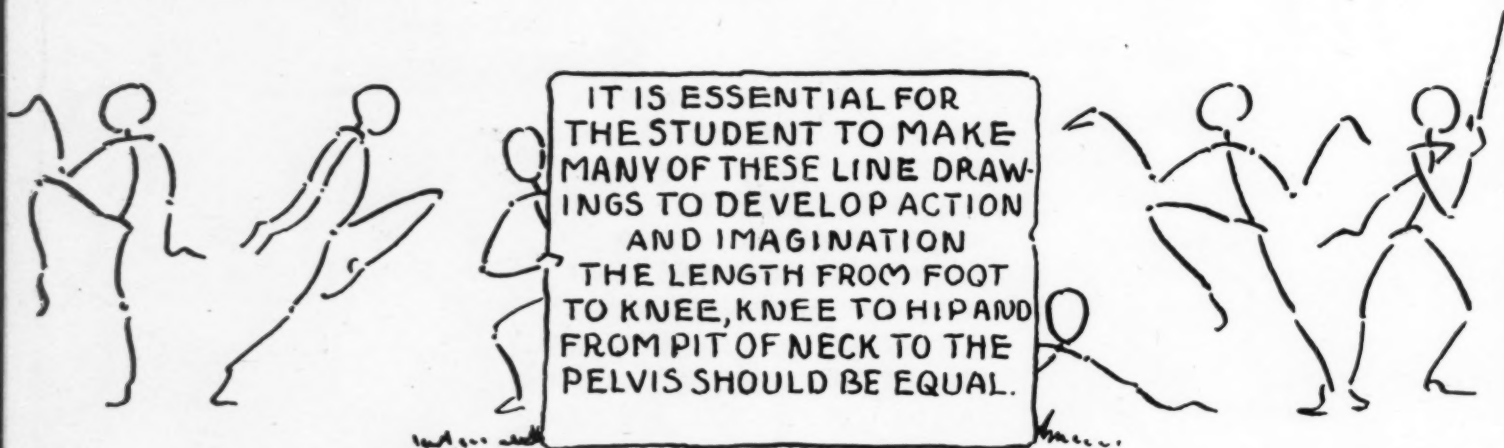 IT IS ESSENTIAL FOR
THE STUDENT TO MAKE
MANY OF THESE LINE DRAW-
INGS TO DEVELOP ACTION
AND IMAGINATION
THE LENGTH FROM FOOT
TO KNEE, KNEE TO HIP AND
FROM PIT OF NECK TO THE
PELVIS SHOULD BE EQUAL.